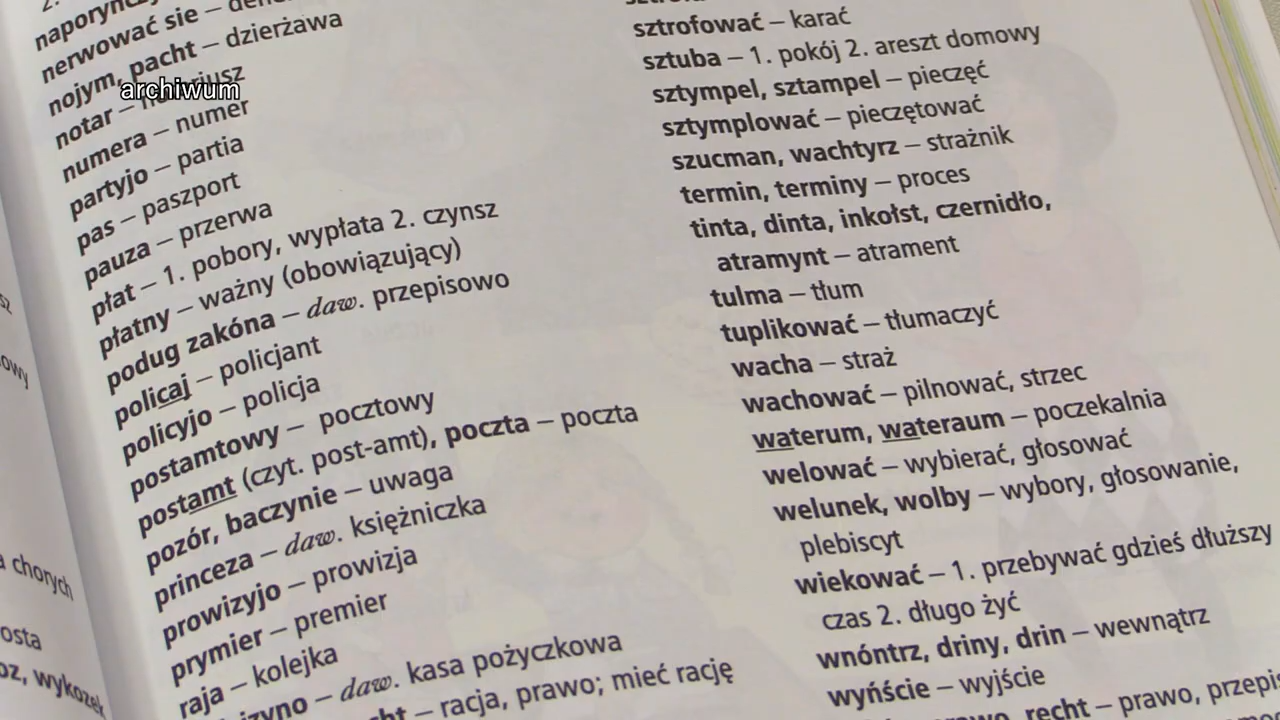 archiwum
2.
nerwować sie –
nojym, pacht – dzierżawa
notar – notariusz
numera – numer
partyjo – partia
pas – paszport
pauza – przerwa
płat – 1. pobory, wypłata 2. czynsz
płatny – ważny (obowiązujący)
podug zakóna – daw. przepisowo
policaj – policjant
policyjo – policja
postamtowy – pocztowy
postamt (czyt. post-amt), poczta – poczta
pozór, baczynie – uwaga
princeza – daw. księżniczka
prowizyjo – prowizja
prymier – premier
raja – kolejka
– daw. kasa pożyczkowa
– racja, prawo; mieć rację
sztrofować – karać
sztuba – 1. pokój 2. areszt domowy
sztympel, sztampel – pieczęć
sztymplować – pieczętować
szucman, wachtyrz – strażnik
termin, terminy – proces
tinta, dinta, inkołst, czernidło,
atramynt – atrament
tulma – tłum
tuplikować – tłumaczyć
wacha – straż
wachować – pilnować, strzec
waterum, wateraum – poczekalnia
welować – wybierać, głosować
welunek, wolby – wybory, głosowanie,
plebiscyt
wiekować – 1. przebywać gdzieś dłuższy
czas 2. długo żyć
wnóntrz, driny, drin – wewnątrz
wyńście – wyjście
recht – prawo,
chorych
wykozek